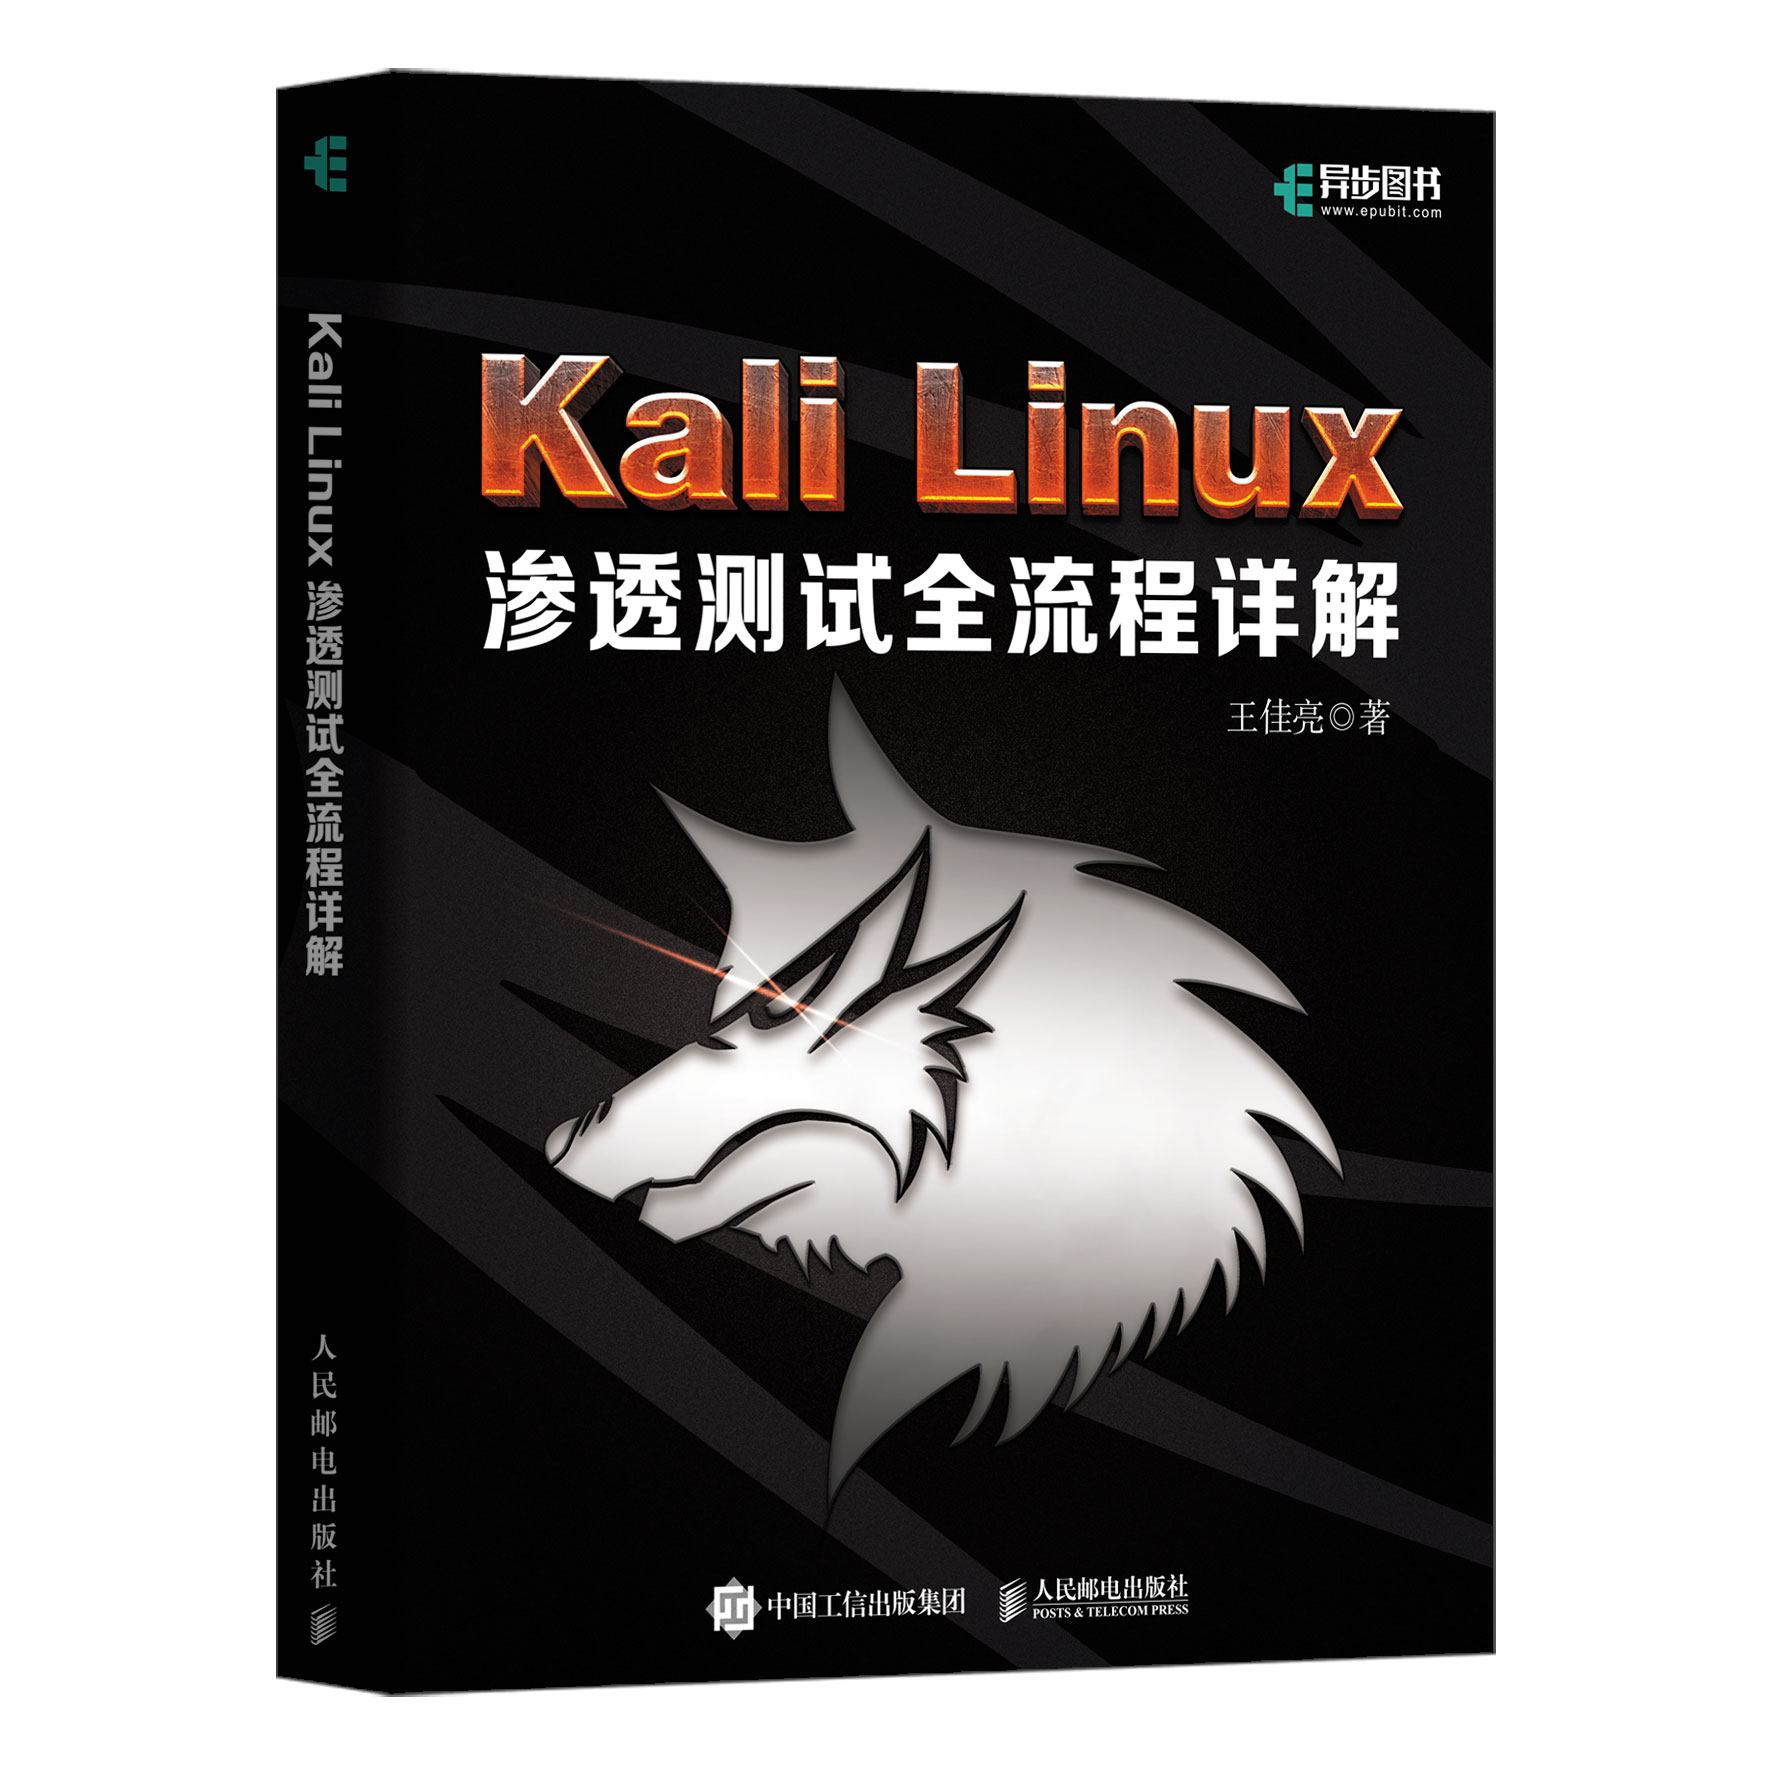 异步图书
www.epubit.com
Kali Linux
渗透测试全流程详解
王佳亮◎著
中国工信出版集团
人民邮电出版社
POSTS & TELECOM PRESS
Kali Linux 渗透测试全流程详解
人民邮电出版社